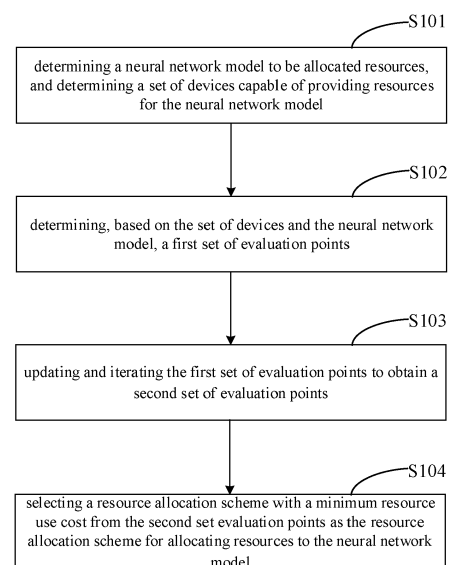 S101
determining a neural network model to be allocated resources,
and determining a set of devices capable of providing resources
for the neural network model
S102
determining, based on the set of devices and the neural network
model, a first set of evaluation points
S103
updating and iterating the first set of evaluation points to obtain a
second set of evaluation points
S104
selecting a resource allocation scheme with a minimum resource
use cost from the second set evaluation points as the resource
allocation scheme for allocating resources to the neural network
model